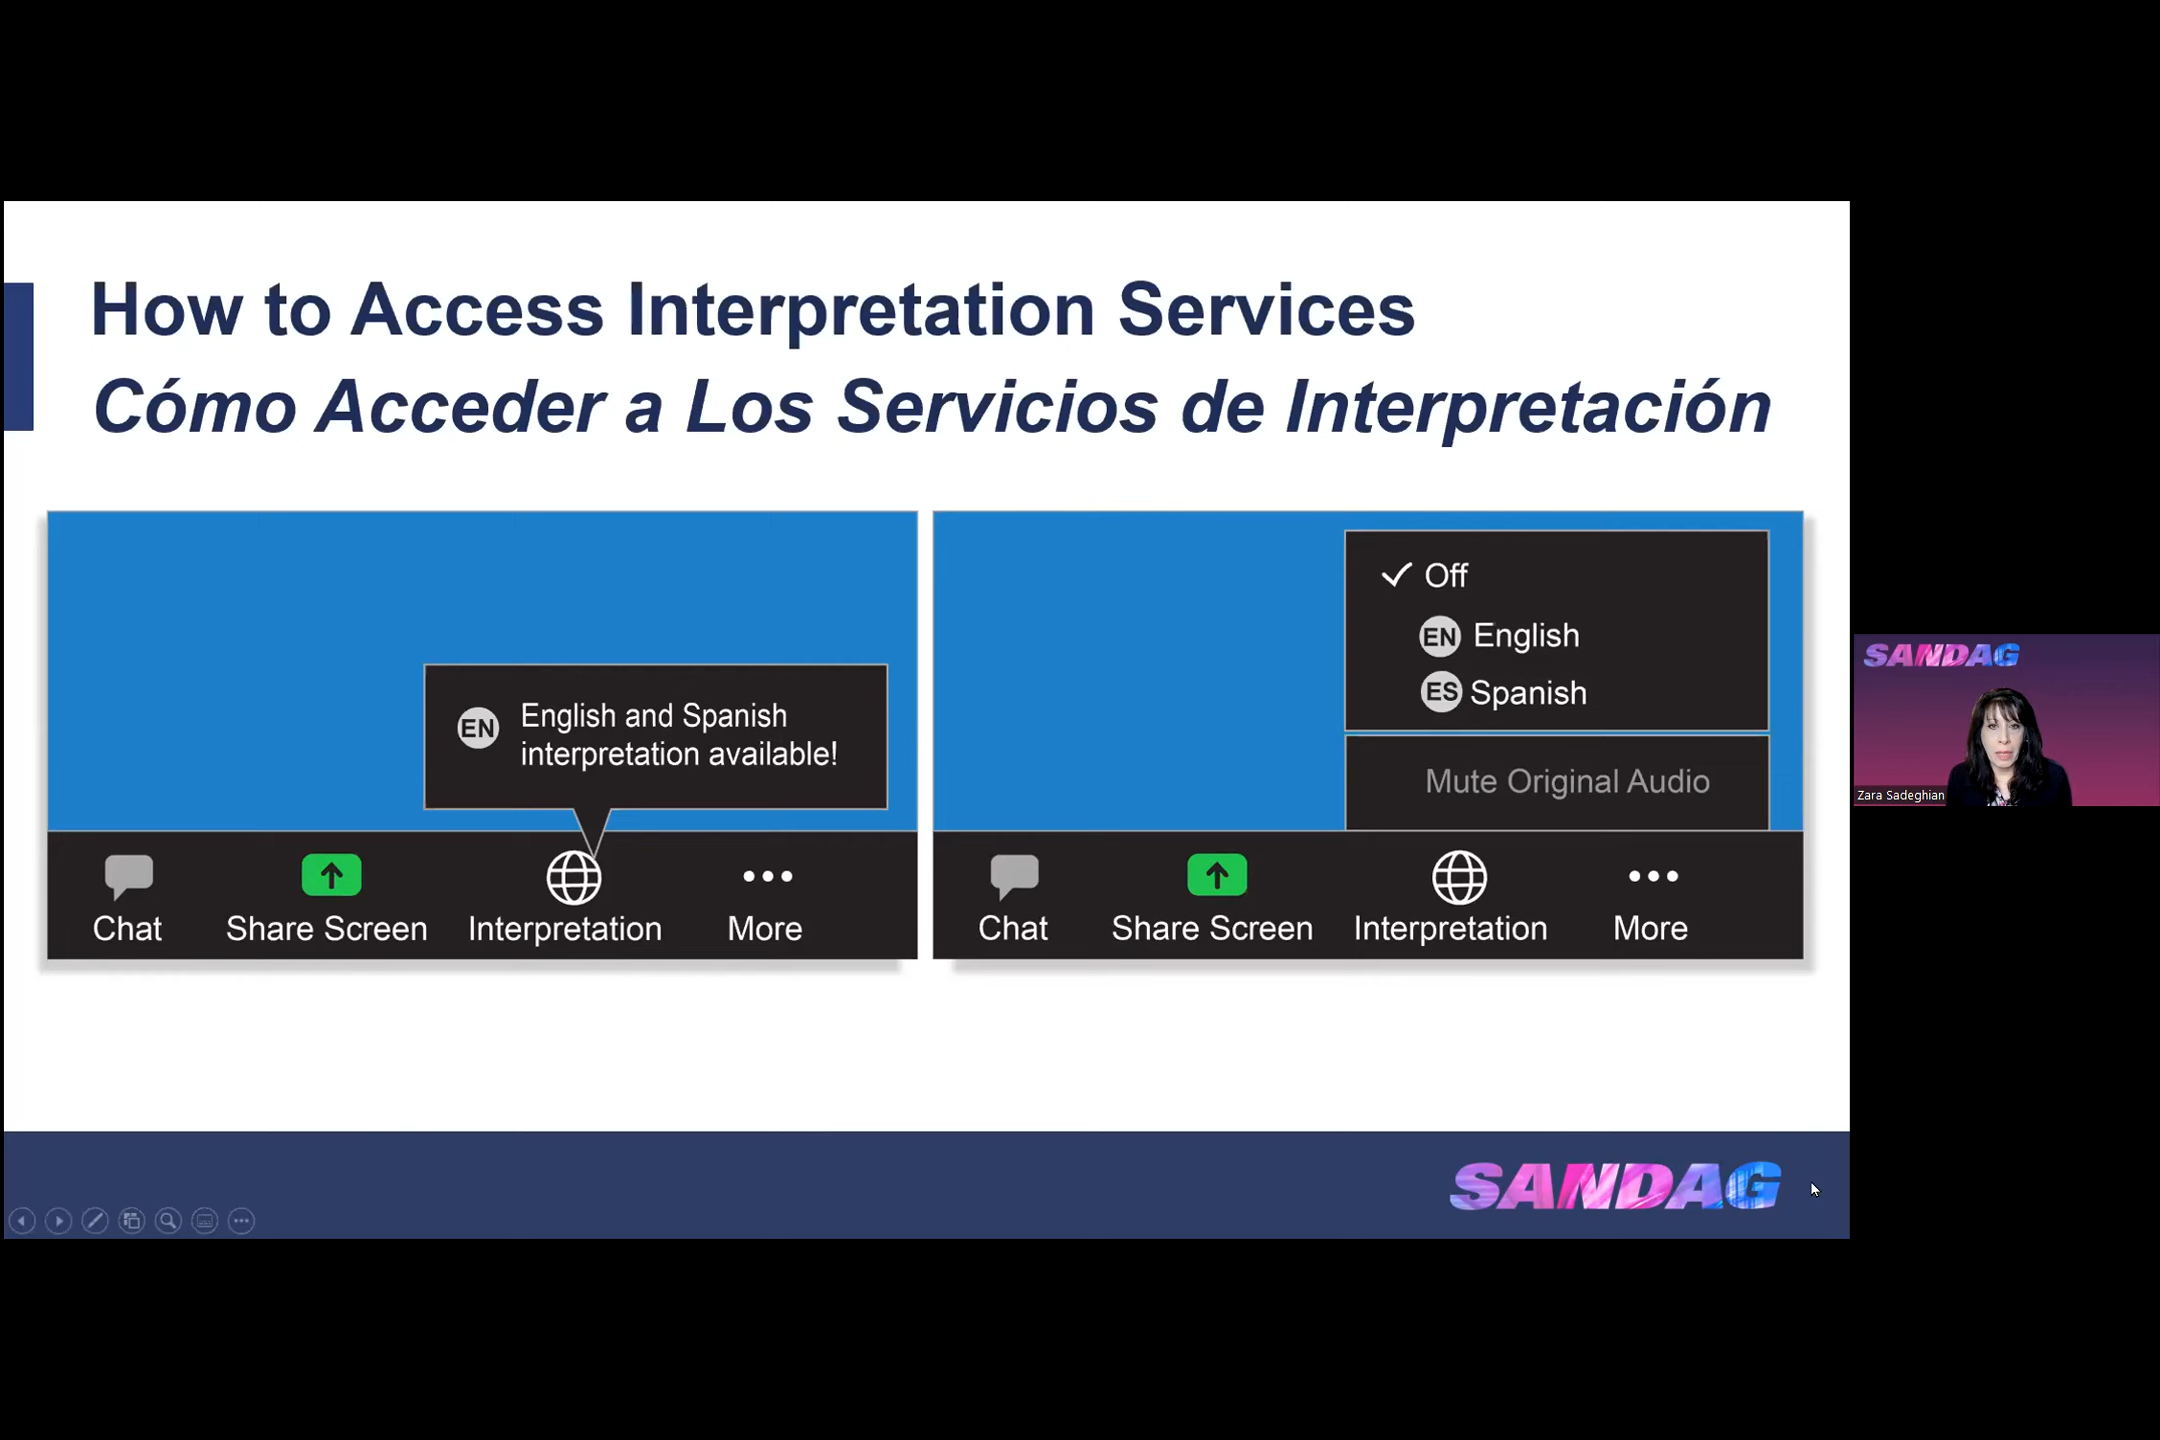 How to Access Interpretation Services
Cómo Acceder a Los Servicios de Interpretación
EN English and Spanish
interpretation available!
Chat Share Screen Interpretation More
Off
EN English
ES Spanish
Mute Original Audio
Chat Share Screen Interpretation More
SANDAG
SANDAG
Zara Sadeghian